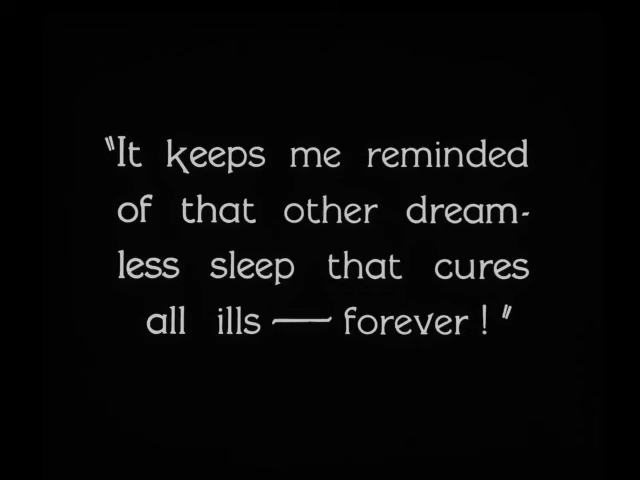 "It keeps me reminded
of that other dream-
less sleep that cures
all ills — forever!"